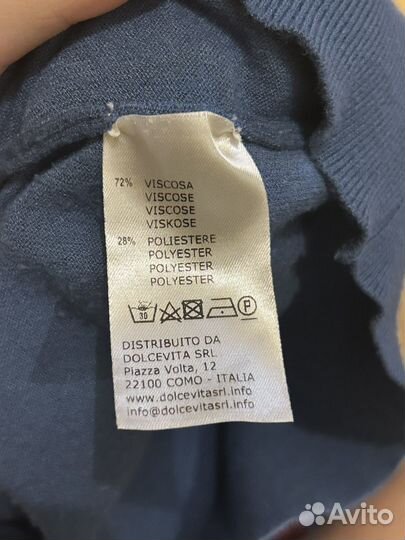 72% VISCOSA
VISCOSE
VISCOSE
VISKOSE
28% POLIESTERE
POLYESTER
POLYESTER
POLYESTER
30
P
DISTRIBUITO DA
DOLCEVITA SRL
Piazza Volta, 12
22100 COMO - ITALIA
www.dolcevitasrl.info
info@dolcevitasrl.info
Avito